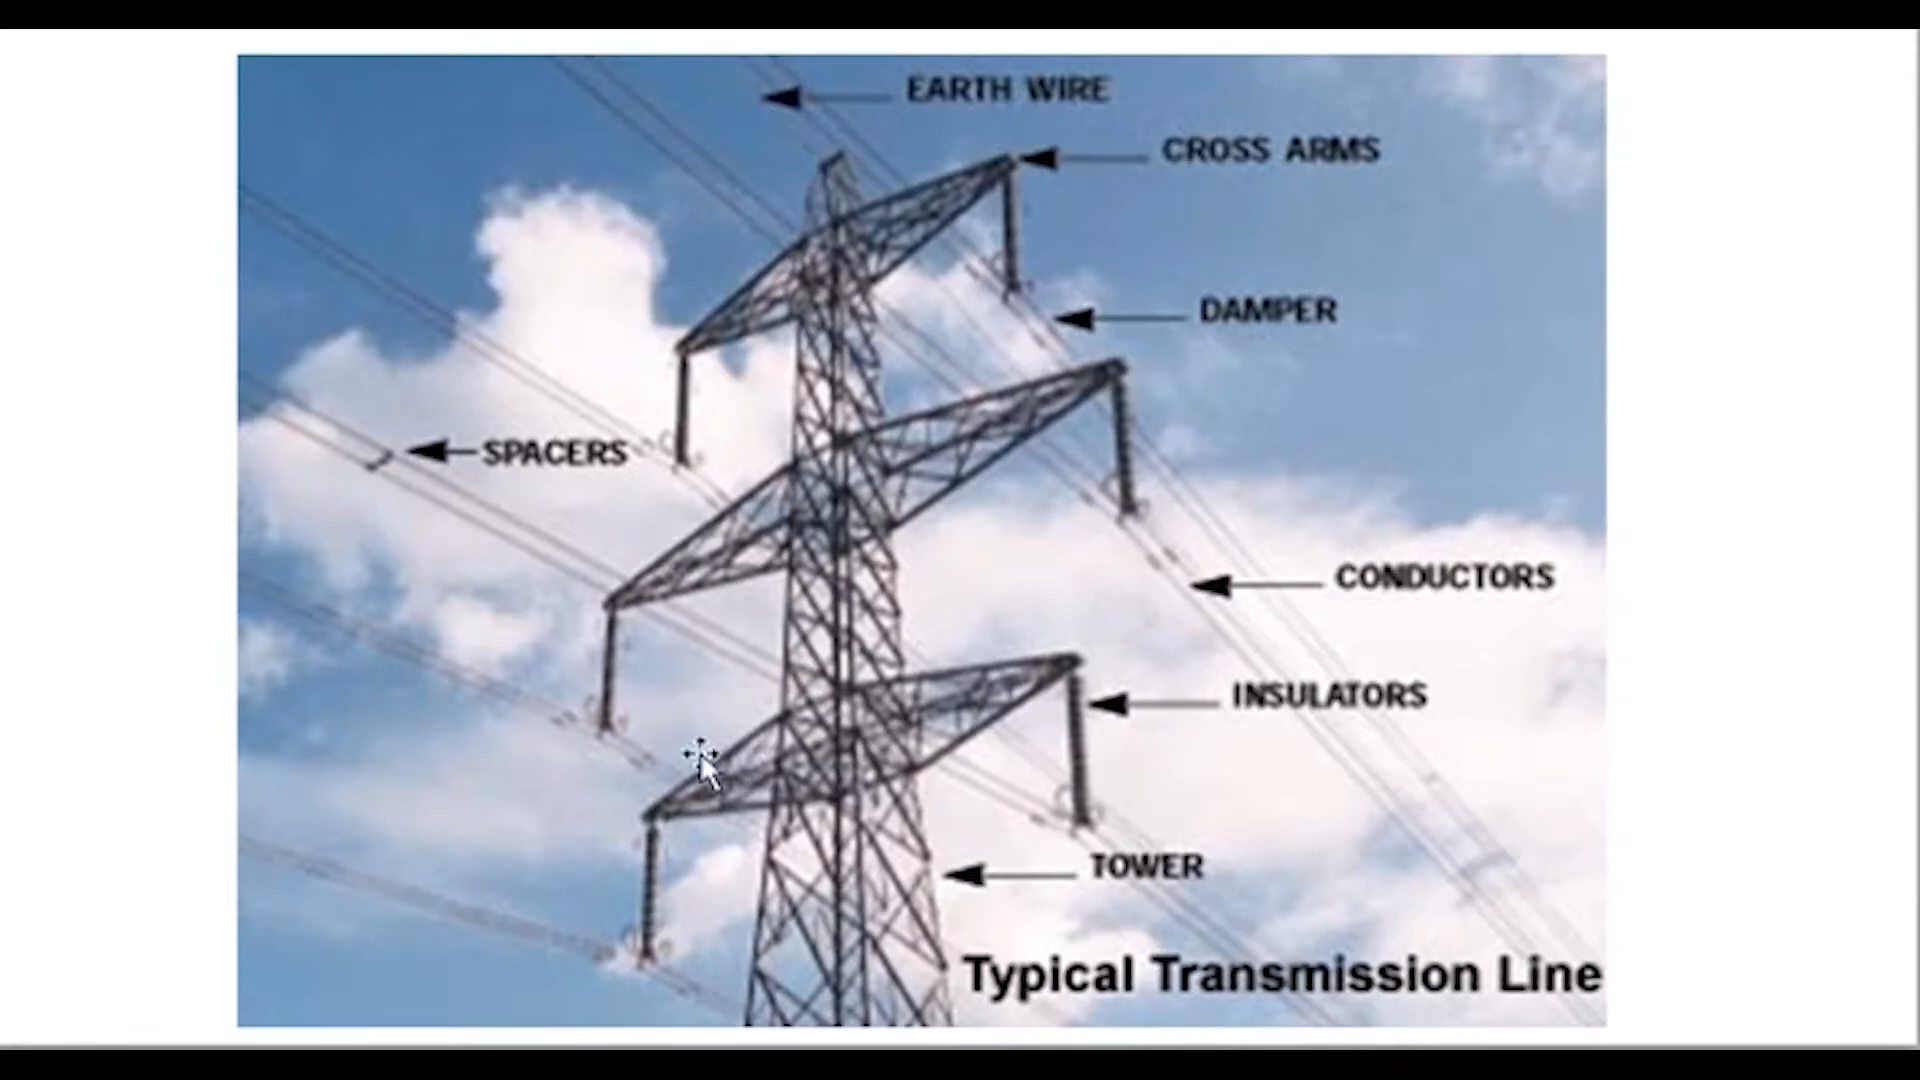 EARTH WIRE
CROSS ARMS
DAMPER
SPACERS
CONDUCTORS
INSULATORS
TOWER
Typical Transmission Line